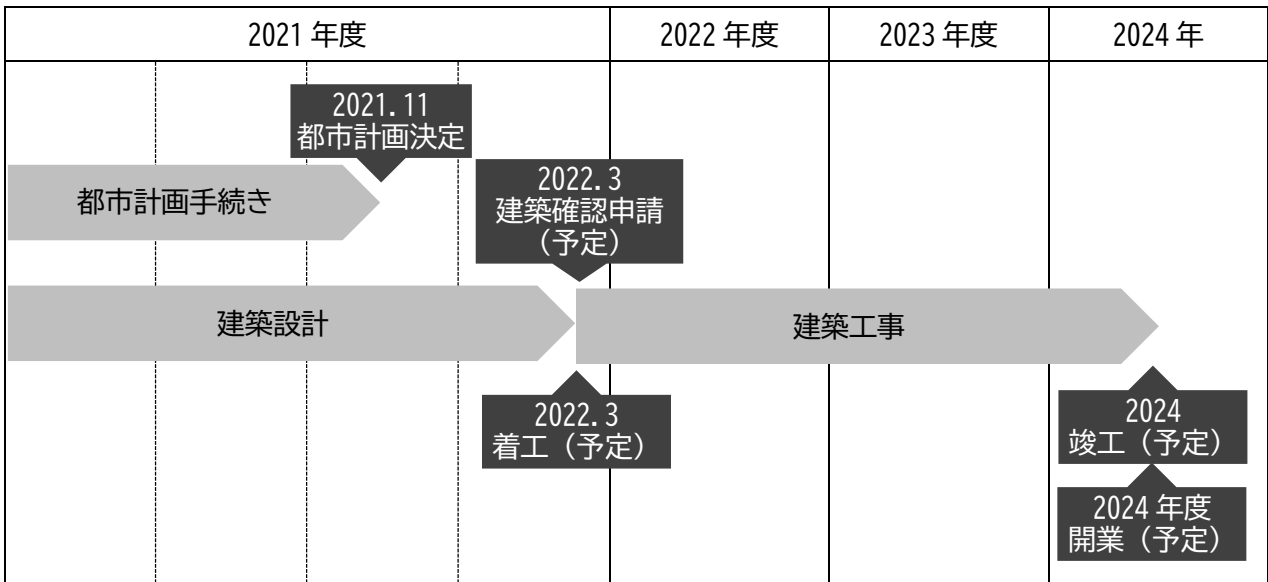 2021 年度
2022 年度
2023 年度
2024 年
2021.11
都市計画決定
都市計画手続き
2022.3
建築確認申請
（予定）
建築設計
建築工事
2022.3
着工（予定）
2024
竣工（予定）
2024 年度
開業（予定）